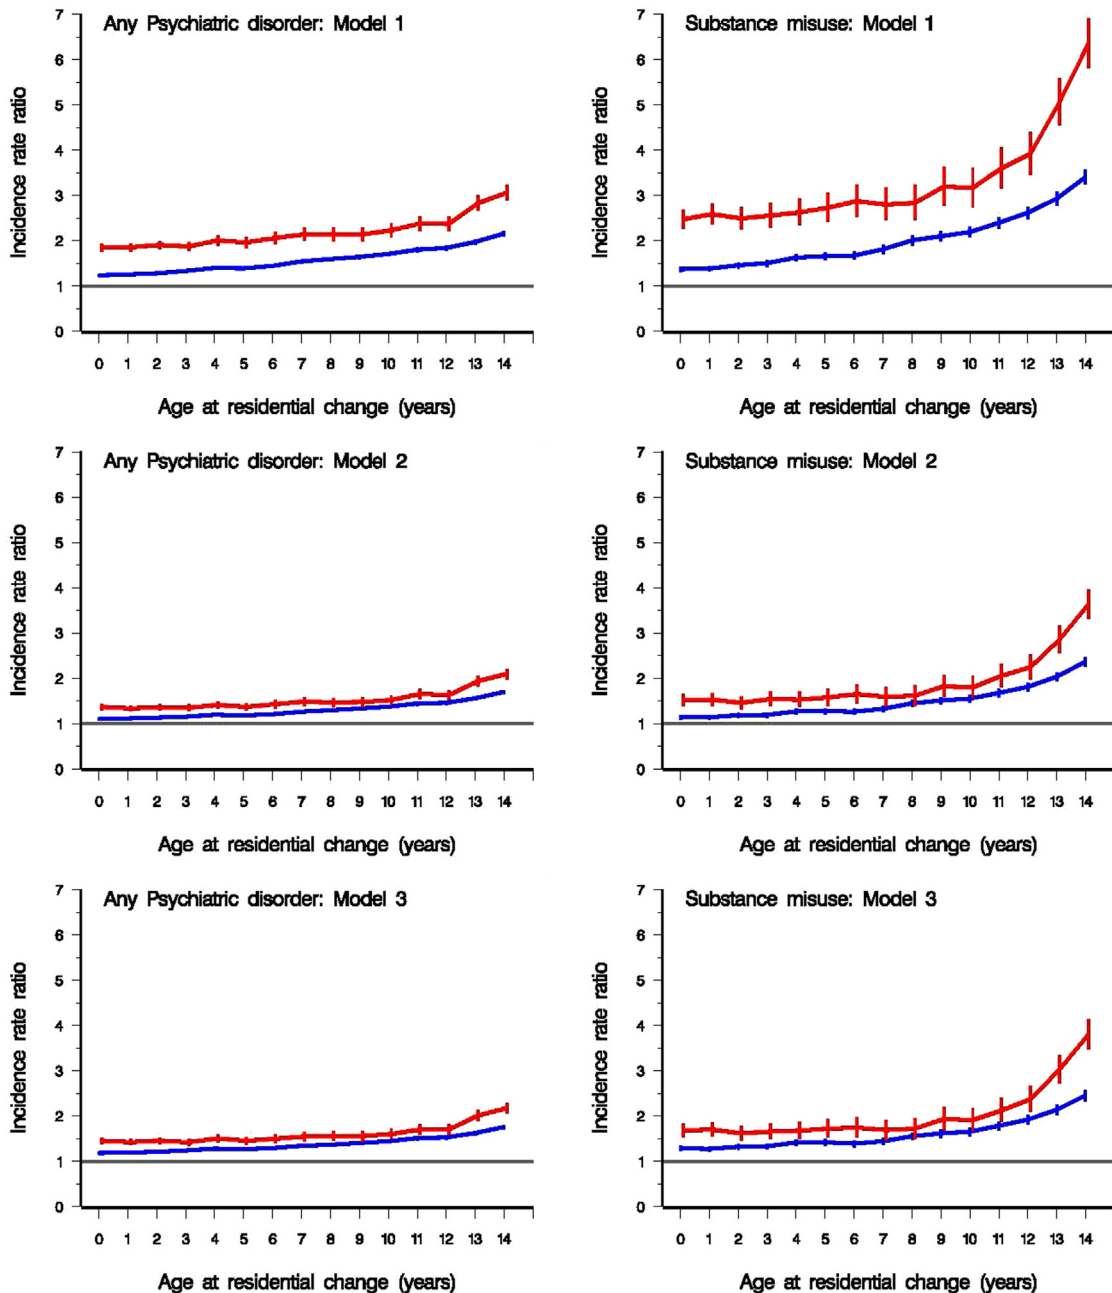 Any Psychiatric disorder: Model 1
Incidence rate ratio
7
6
5
4
3
2
1
0
0 1 2 3 4 5 6 7 8 9 10 11 12 13 14
Age at residential change (years)
Substance misuse: Model 1
Incidence rate ratio
7
6
5
4
3
2
1
0
0 1 2 3 4 5 6 7 8 9 10 11 12 13 14
Age at residential change (years)
Any Psychiatric disorder: Model 2
Incidence rate ratio
7
6
5
4
3
2
1
0
0 1 2 3 4 5 6 7 8 9 10 11 12 13 14
Age at residential change (years)
Substance misuse: Model 2
Incidence rate ratio
7
6
5
4
3
2
1
0
0 1 2 3 4 5 6 7 8 9 10 11 12 13 14
Age at residential change (years)
Any Psychiatric disorder: Model 3
Incidence rate ratio
7
6
5
4
3
2
1
0
0 1 2 3 4 5 6 7 8 9 10 11 12 13 14
Age at residential change (years)
Substance misuse: Model 3
Incidence rate ratio
7
6
5
4
3
2
1
0
0 1 2 3 4 5 6 7 8 9 10 11 12 13 14
Age at residential change (years)